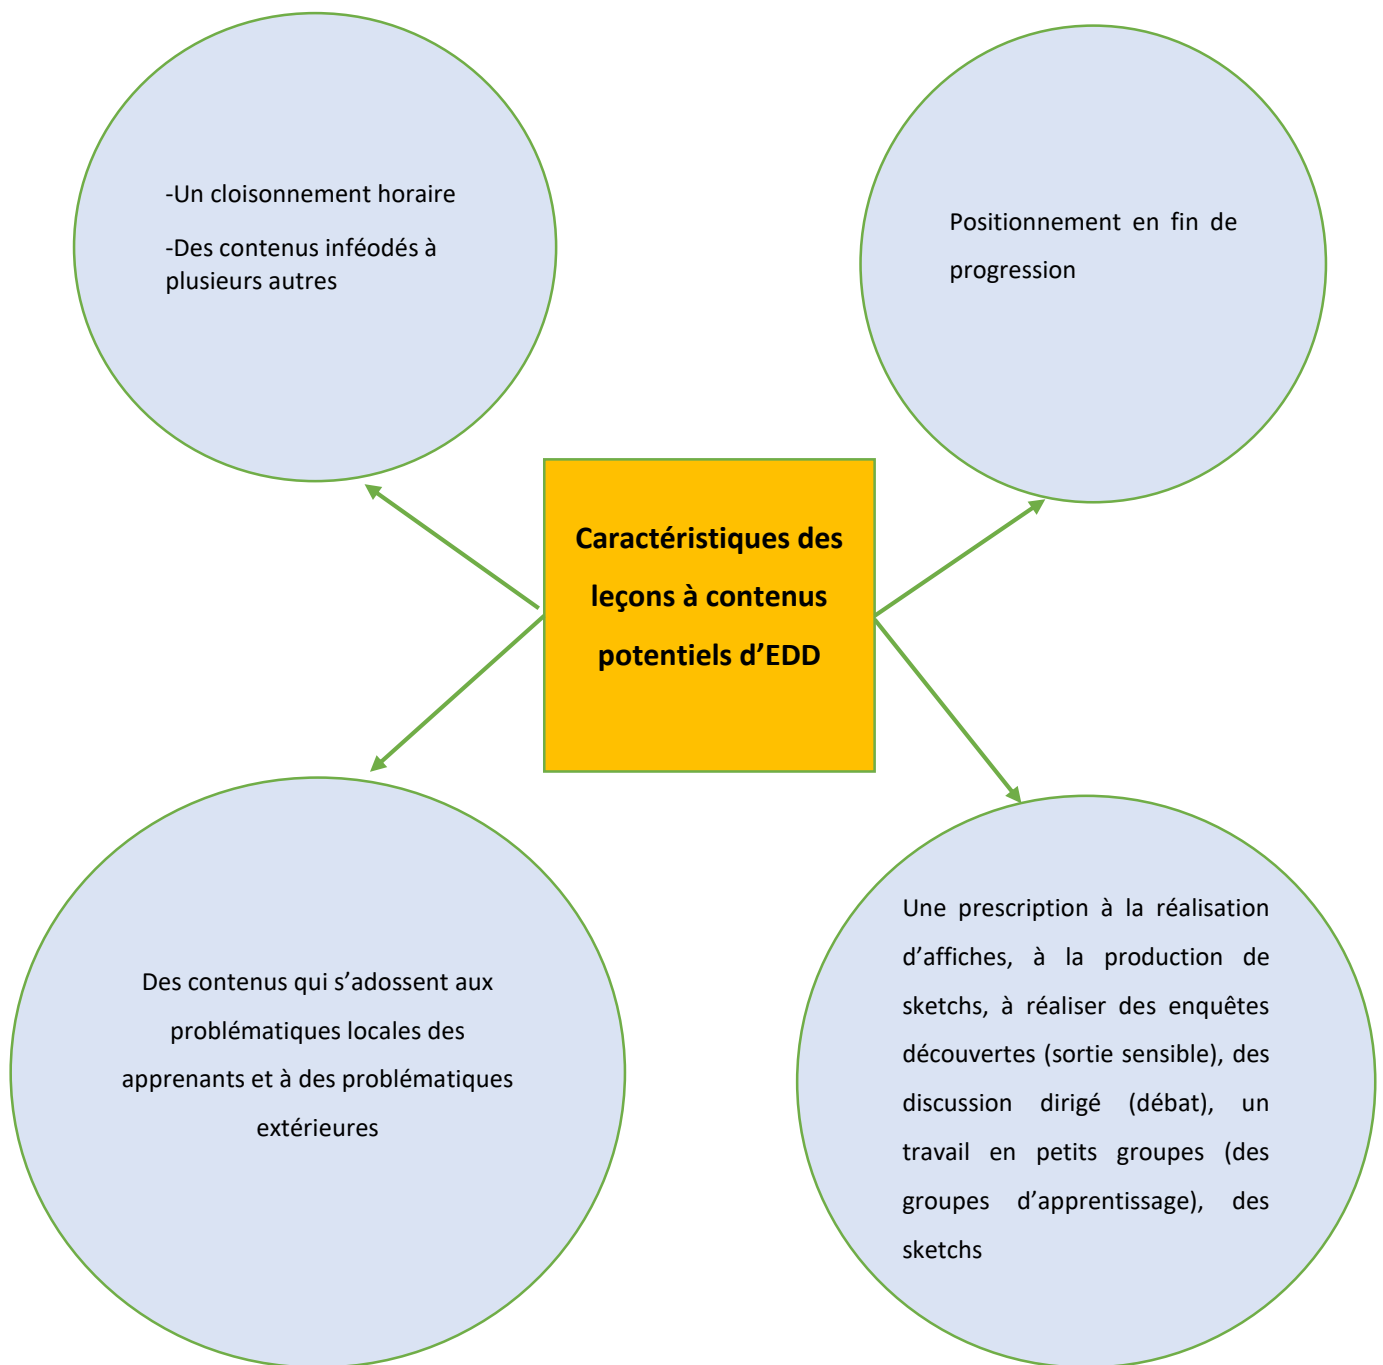 -Un cloisonnement horaire
-Des contenus inféodés à
plusieurs autres
Positionnement en fin de
progression
Caractéristiques des
leçons à contenus
potentiels d’EDD
Des contenus qui s’adossent aux
problématiques locales des
apprenants et à des problématiques
extérieures
Une prescription à la réalisation
d’affiches, à la production de
sketchs, à réaliser des enquêtes
découvertes (sortie sensible), des
discussion dirigé (débat), un
travail en petits groupes (des
groupes d’apprentissage), des
sketchs